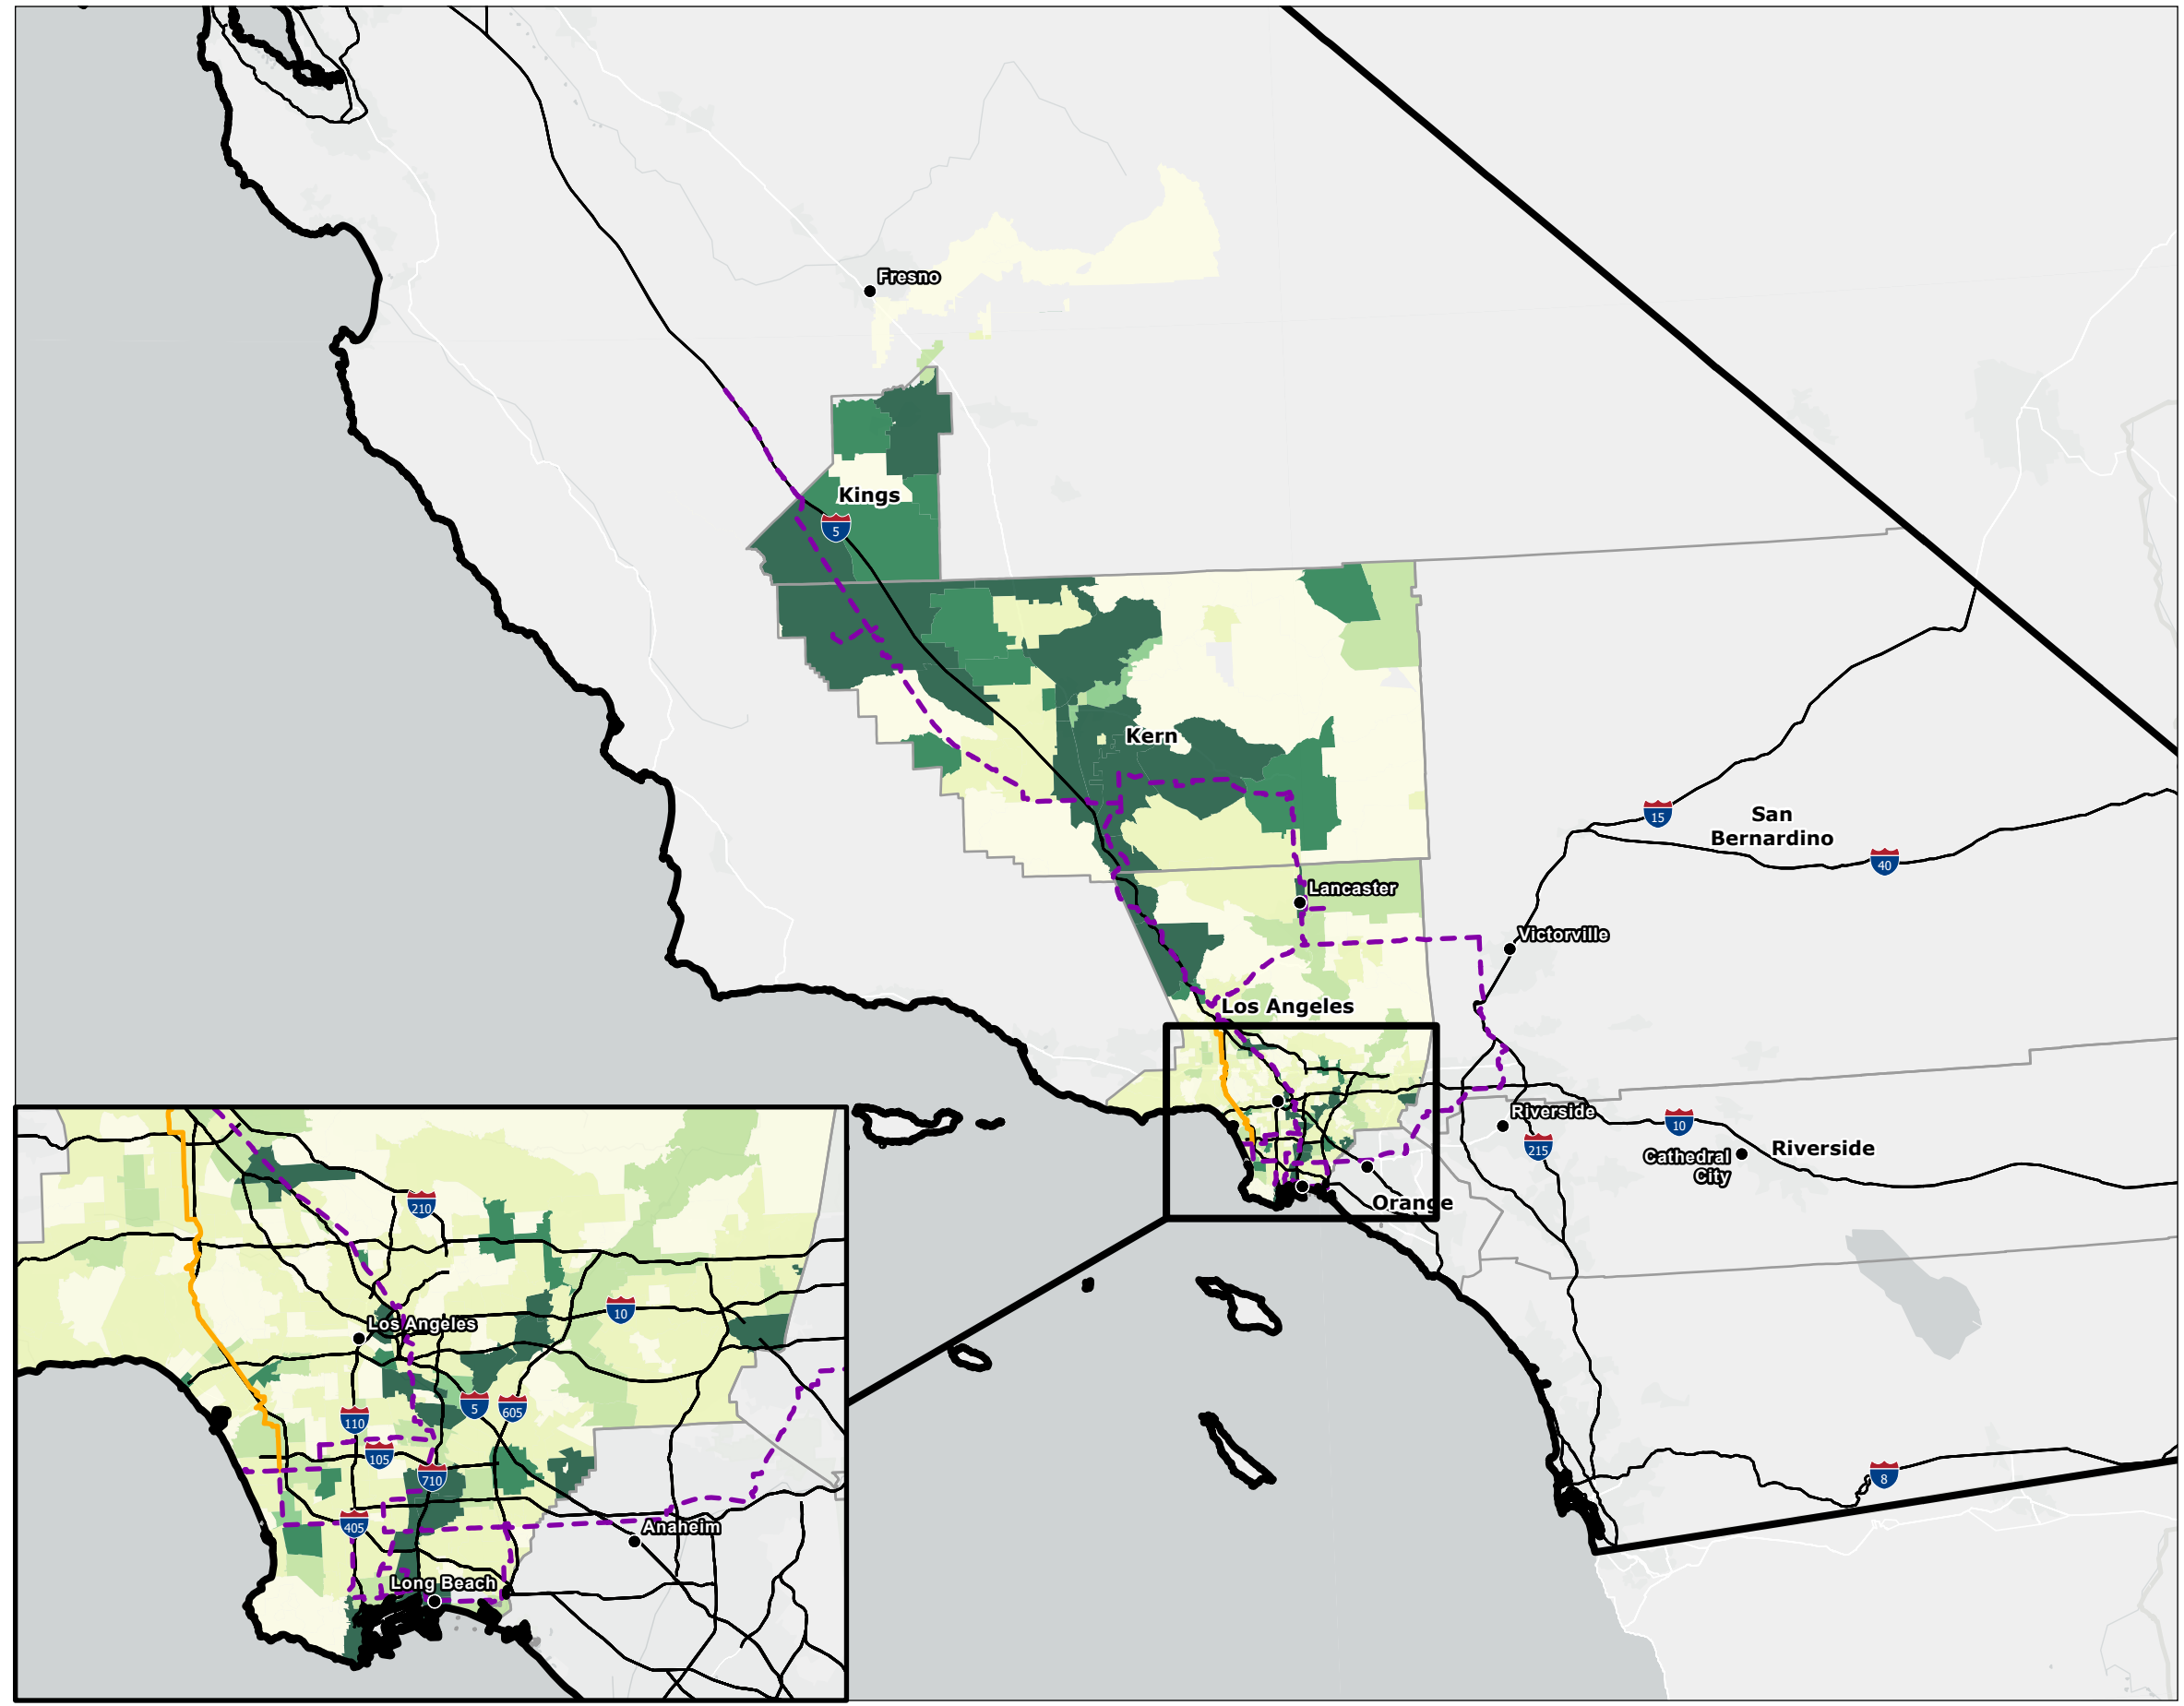 Fresno
Kings
5
Kern
15
San
Bernardino
40
Lancaster
Victorville
Los Angeles
Riverside
10
215
Cathedral
City
Riverside
Orange
8
210
10
Los Angeles
5
605
110
105
710
405
Anaheim
Long Beach